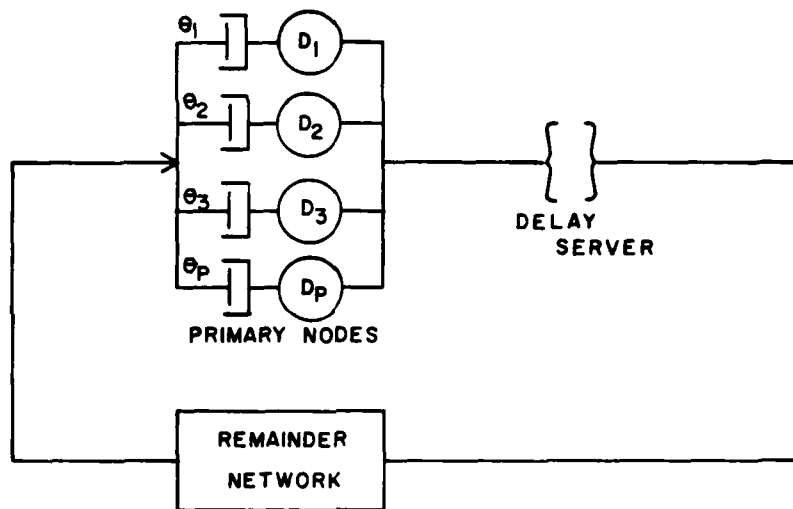 θ1
D1
θ2
D2
θ3
D3
θP
DP
PRIMARY NODES
DELAY
SERVER
REMAINDER
NETWORK